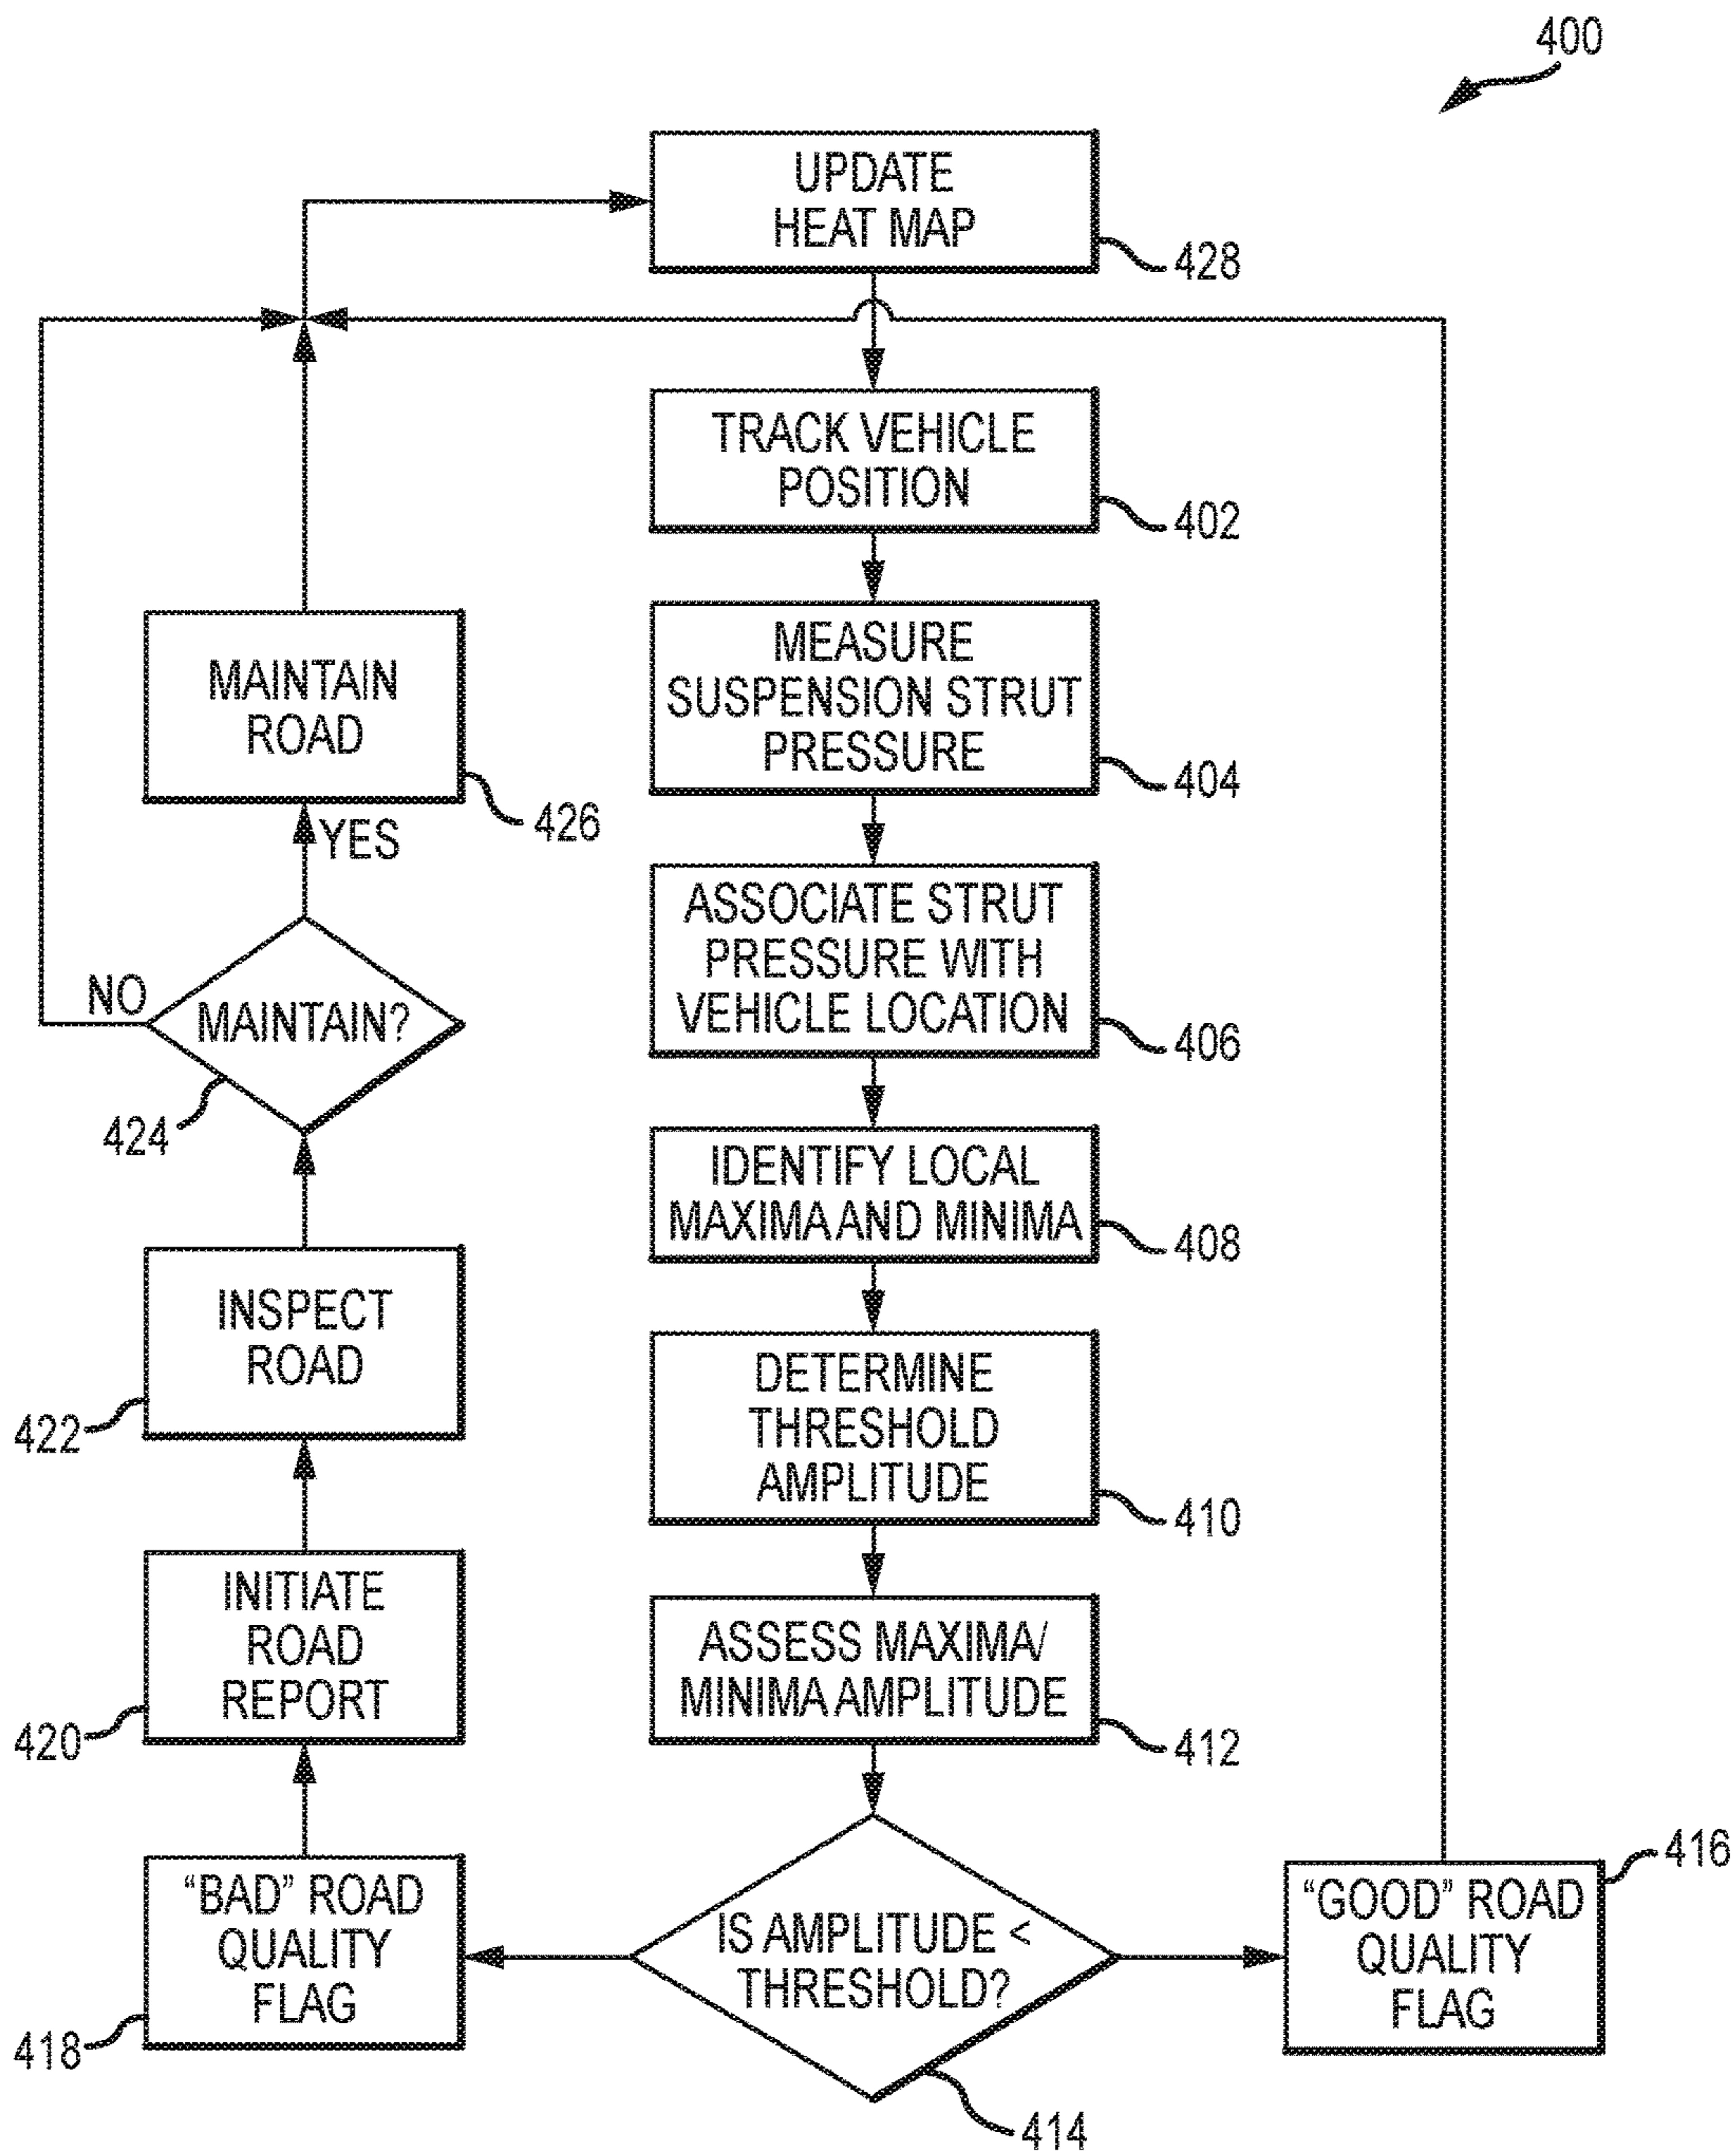 400
UPDATE
HEAT MAP
428
TRACK VEHICLE
POSITION
402
MEASURE
SUSPENSION STRUT
PRESSURE
404
ASSOCIATE STRUT
PRESSURE WITH
VEHICLE LOCATION
406
IDENTIFY LOCAL
MAXIMA AND MINIMA
408
DETERMINE
THRESHOLD
AMPLITUDE
410
ASSESS MAXIMA/
MINIMA AMPLITUDE
412
IS AMPLITUDE <
THRESHOLD?
414
“GOOD” ROAD
QUALITY
FLAG
416
“BAD” ROAD
QUALITY
FLAG
418
INITIATE
ROAD
REPORT
420
INSPECT
ROAD
422
MAINTAIN?
424
NO
YES
MAINTAIN
ROAD
426